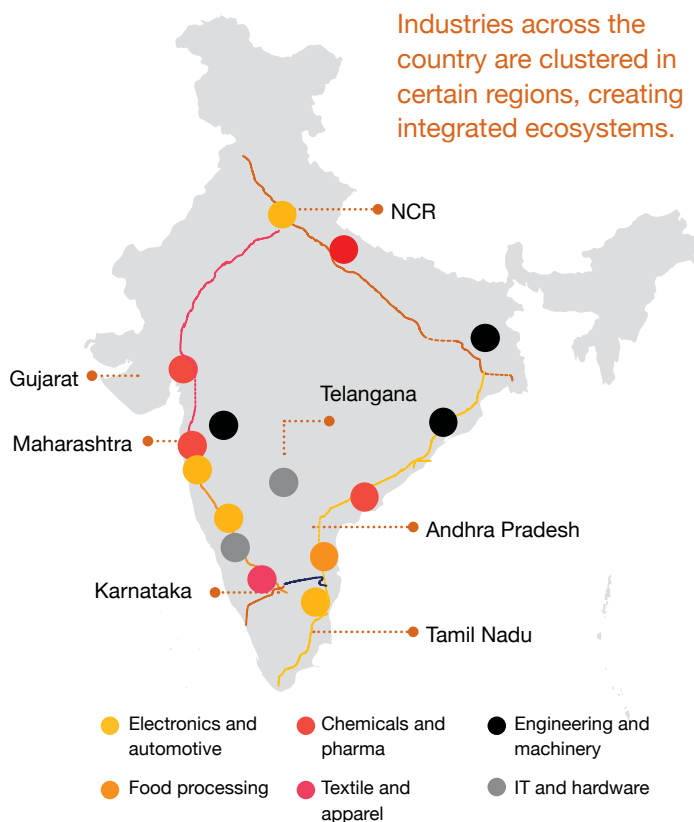 Industries across the
country are clustered in
certain regions, creating
integrated ecosystems.
NCR
Gujarat
Telangana
Maharashtra
Andhra Pradesh
Karnataka
Tamil Nadu
Electronics and
automotive
Chemicals and
pharma
Engineering and
machinery
Food processing
Textile and
apparel
IT and hardware